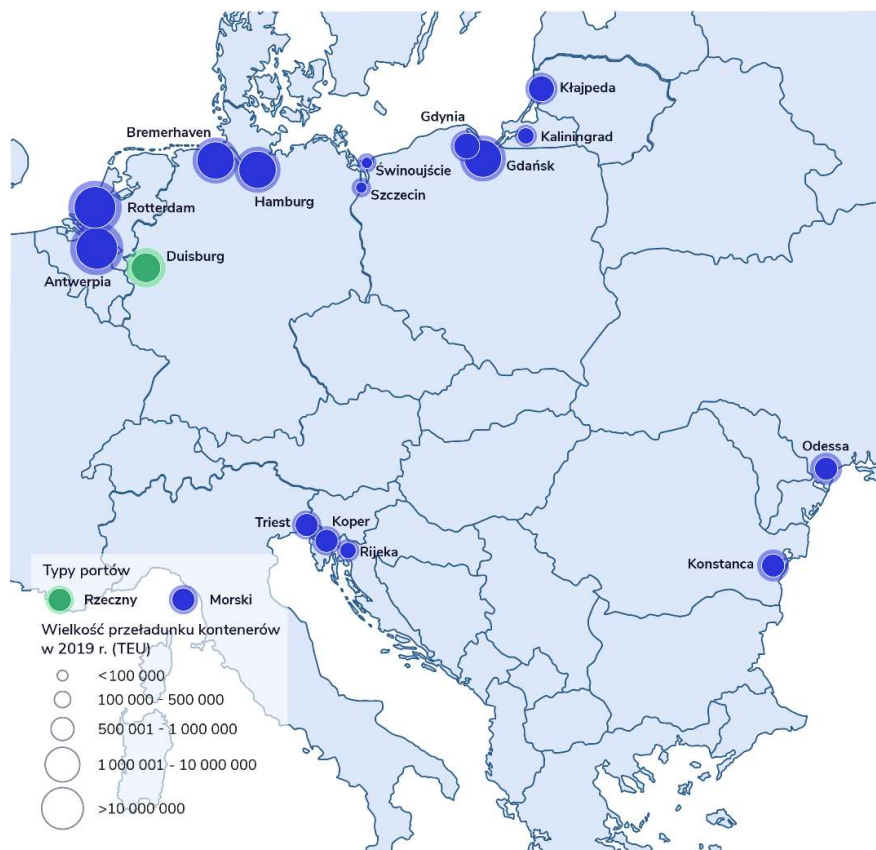 Kłajpeda
Gdynia
Kaliningrad
Bremerhaven
Gdańsk
Świnoujście
Szczecin
Hamburg
Rotterdam
Duisburg
Antwerpia
Odessa
Triest
Koper
Rijeka
Konstanca
Typy portów
Rzeczny
Morski
Wielkość przeładunku kontenerów
w 2019 r. (TEU)
<100 000
100 000 - 500 000
500 001 - 1 000 000
1 000 001 - 10 000 000
>10 000 000